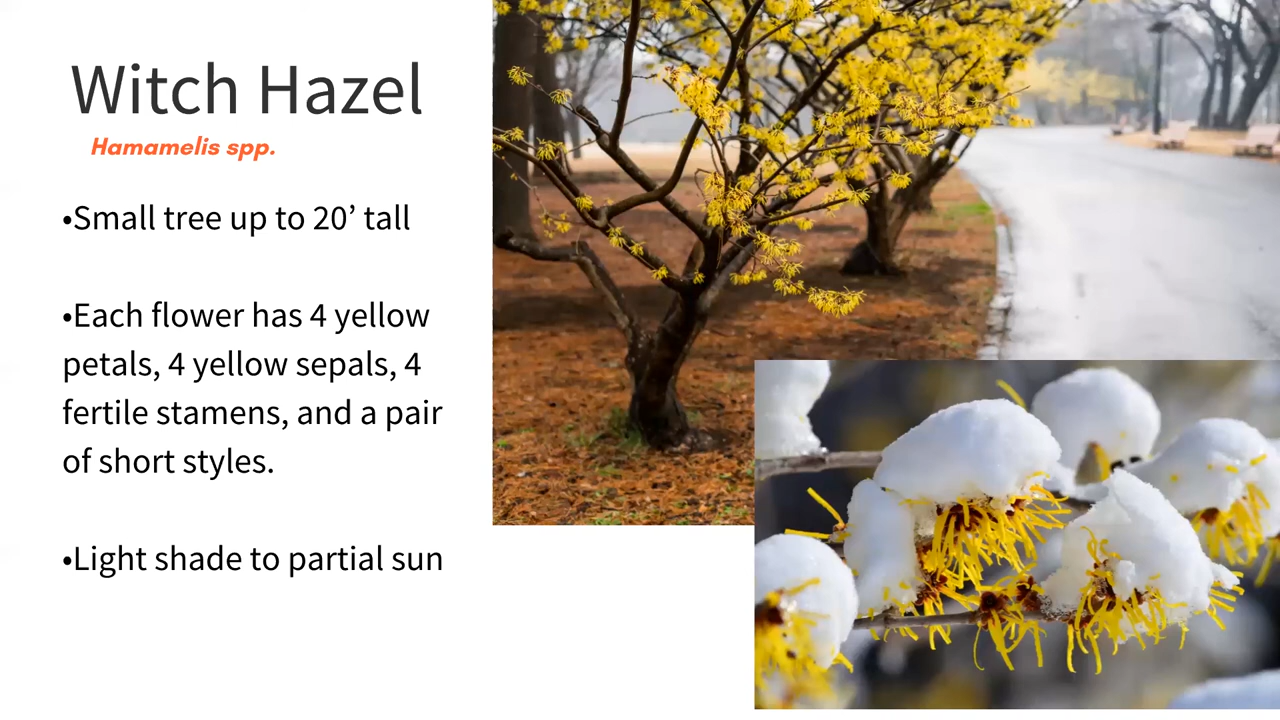 Witch Hazel
Hamamelis spp.
•Small tree up to 20’ tall
•Each flower has 4 yellow
petals, 4 yellow sepals, 4
fertile stamens, and a pair
of short styles.
•Light shade to partial sun